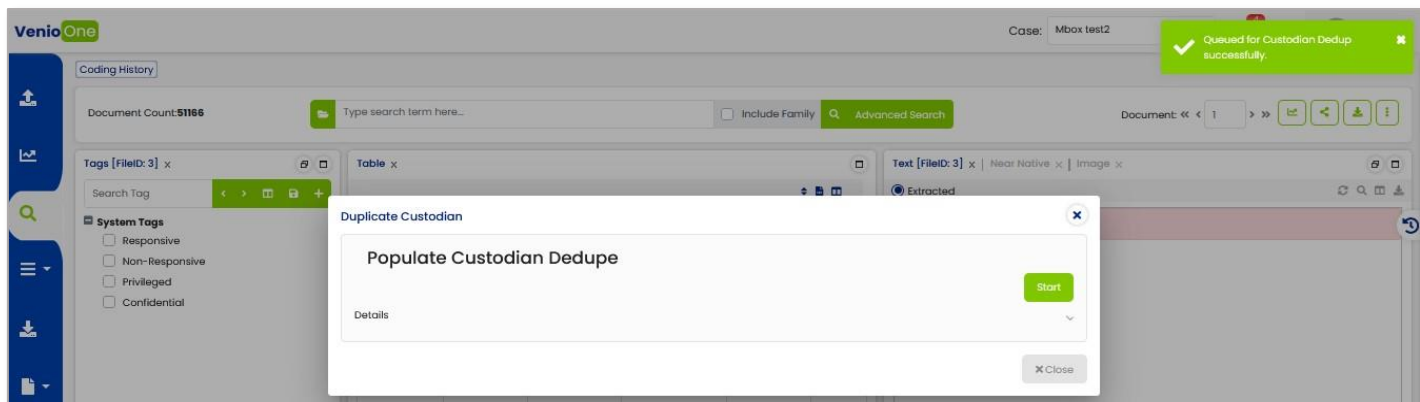 VenioOne
Case: Mbox test2
Queued for Custodian Dedup
successfully.
Coding History
Document Count:51166
Type search term here...
Include Family
Advanced Search
Document: « < 1 > »
Tags [FileID: 3] x
Table x
Text [FileID: 3] x | Near Native x | Image x
Search Tag
Extracted
System Tags
Responsive
Non-Responsive
Privileged
Confidential
Duplicate Custodian
Populate Custodian Dedupe
Start
Details
Close